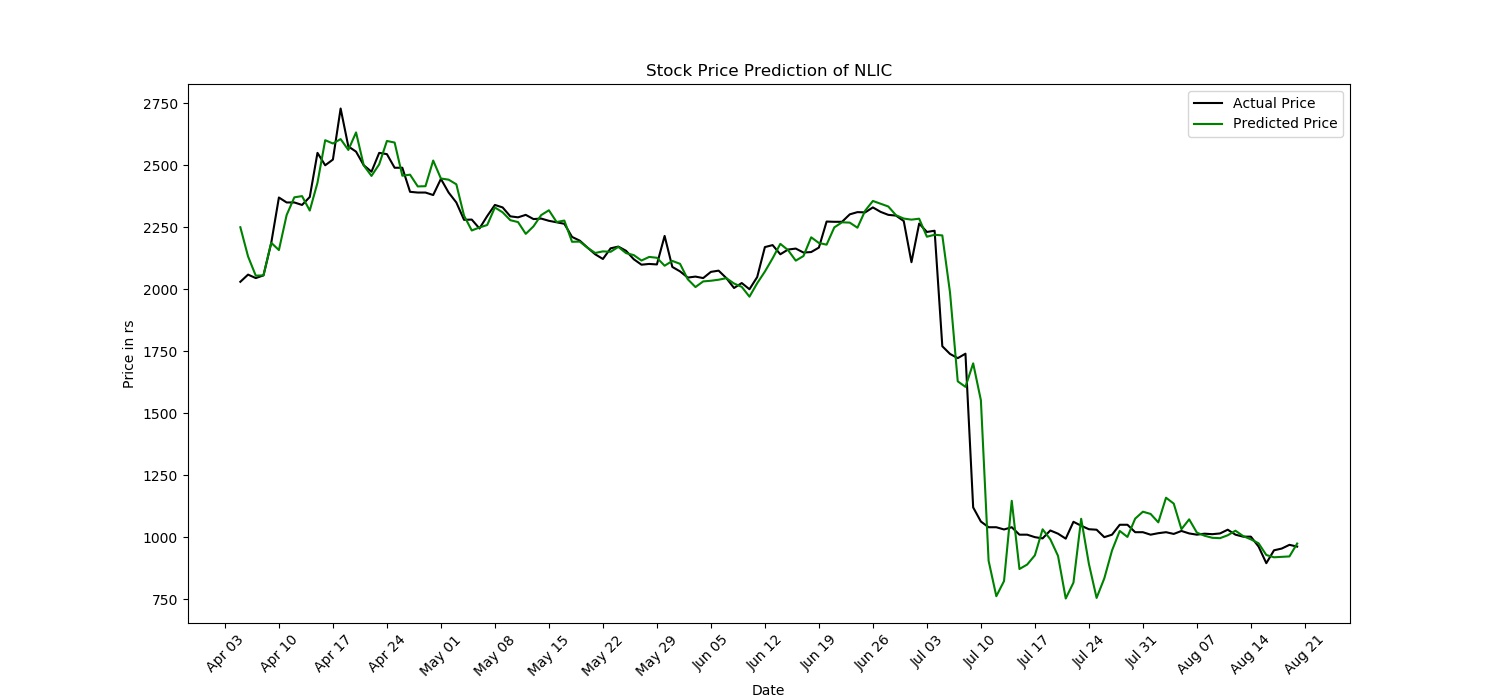 Stock Price Prediction of NLIC
Actual Price
Predicted Price
Price in rs
2750
2500
2250
2000
1750
1500
1250
1000
750
Apr 03
Apr 10
Apr 17
Apr 24
May 01
May 08
May 15
May 22
May 29
Jun 05
Jun 12
Jun 19
Jun 26
Jul 03
Jul 10
Jul 17
Jul 24
Jul 31
Aug 07
Aug 14
Aug 21
Date